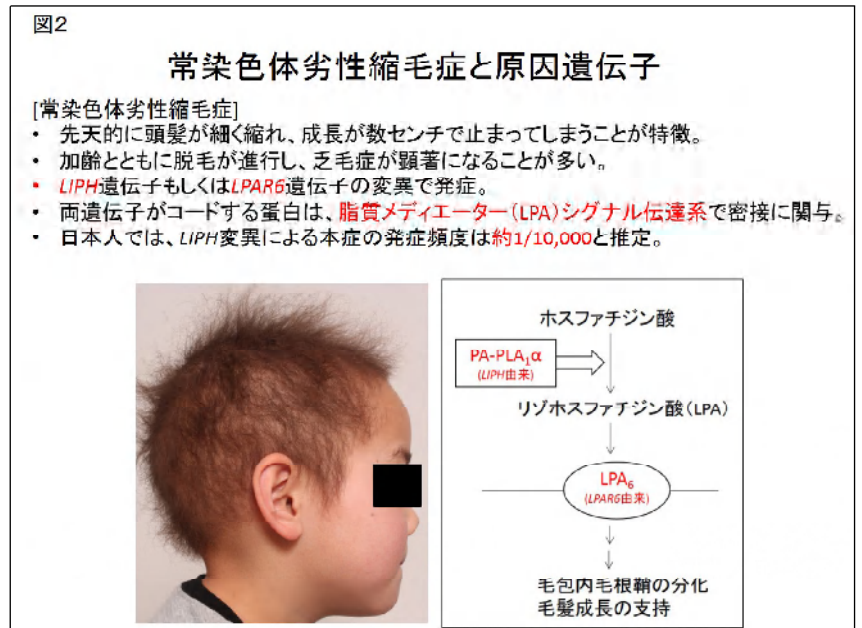 図2
常染色体劣性縮毛症と原因遺伝子
[常染色体劣性縮毛症]
• 先天的に頭髪が細く縮れ、成長が数センチで止まってしまうことが特徴。
• 加齢とともに脱毛が進行し、乏毛症が顕著になることが多い。
• LIPH遺伝子もしくはLPAR6遺伝子の変異で発症。
• 両遺伝子がコードする蛋白は、脂質メディエーター(LPA)シグナル伝達系で密接に関与。
• 日本人では、LIPH変異による本症の発症頻度は約1/10,000と推定。
ホスファチジン酸
PA-PLA₁α
(LIPH由来)
リゾホスファチジン酸(LPA)
LPA₆
(LPAR6由来)
毛包内毛根鞘の分化
毛髪成長の支持